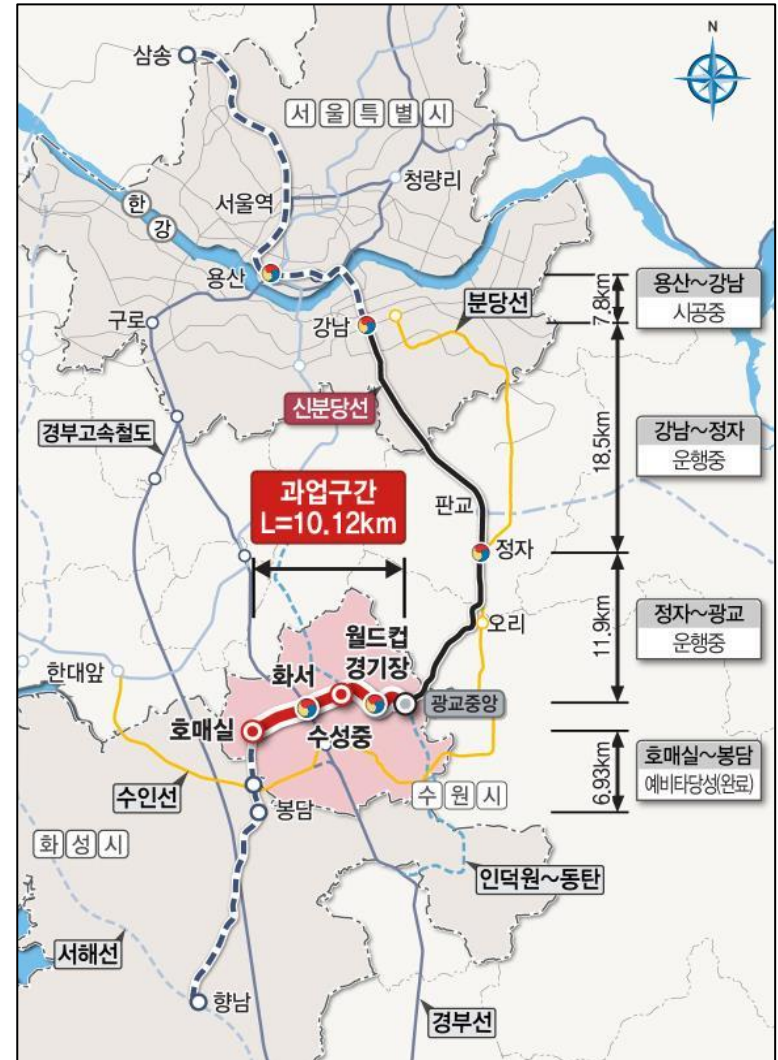 N
삼송
서울특별시
청량리
서울역
한강
용산
7.8km
용산~강남
시공중
분당선
구로
강남
신분당선
경부고속철도
18.5km
강남~정자
운행중
과업구간
L=10.12km
판교
정자
11.9km
정자~광교
운행중
오리
월드컵
경기장
한대앞
화서
광교중앙
호매실
수성중
6.93km
호매실~봉담
예비타당성(완료)
수인선
수원시
봉담
화성시
인덕원~동탄
서해선
향남
경부선